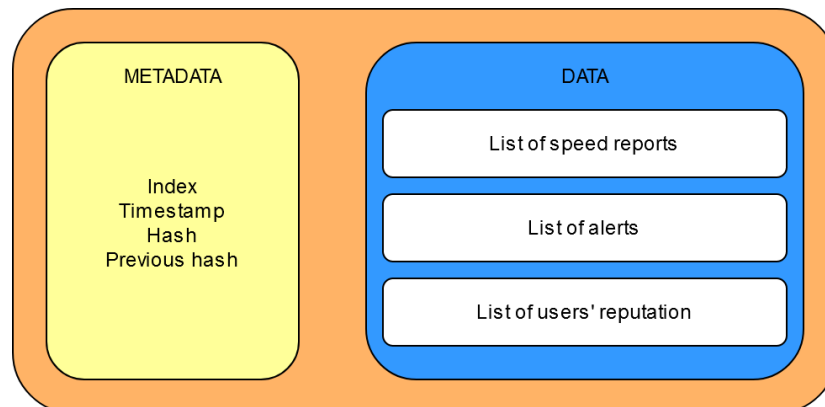 METADATA
Index
Timestamp
Hash
Previous hash
DATA
List of speed reports
List of alerts
List of users' reputation